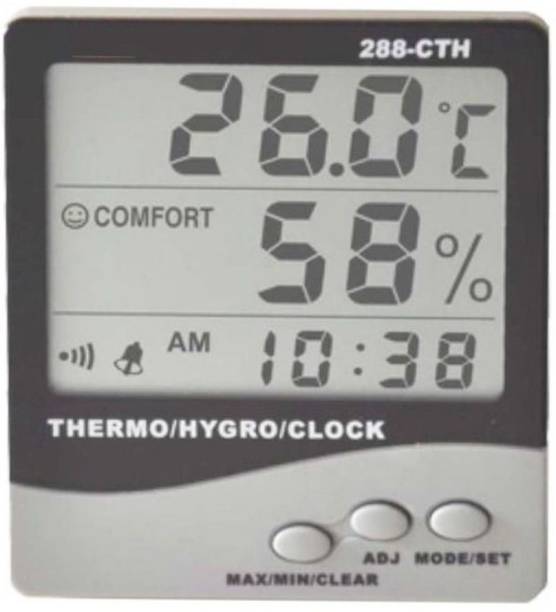 288-CTH
26.0 °C
COMFORT 58 %
AM 10:38
THERMO/HYGRO/CLOCK
ADJ MODE/SET
MAX/MIN/CLEAR